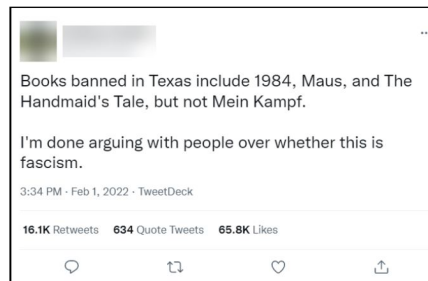 Books banned in Texas include 1984, Maus, and The
Handmaid's Tale, but not Mein Kampf.
I'm done arguing with people over whether this is
fascism.
3:34 PM · Feb 1, 2022 · TweetDeck
16.1K Retweets 634 Quote Tweets 65.8K Likes